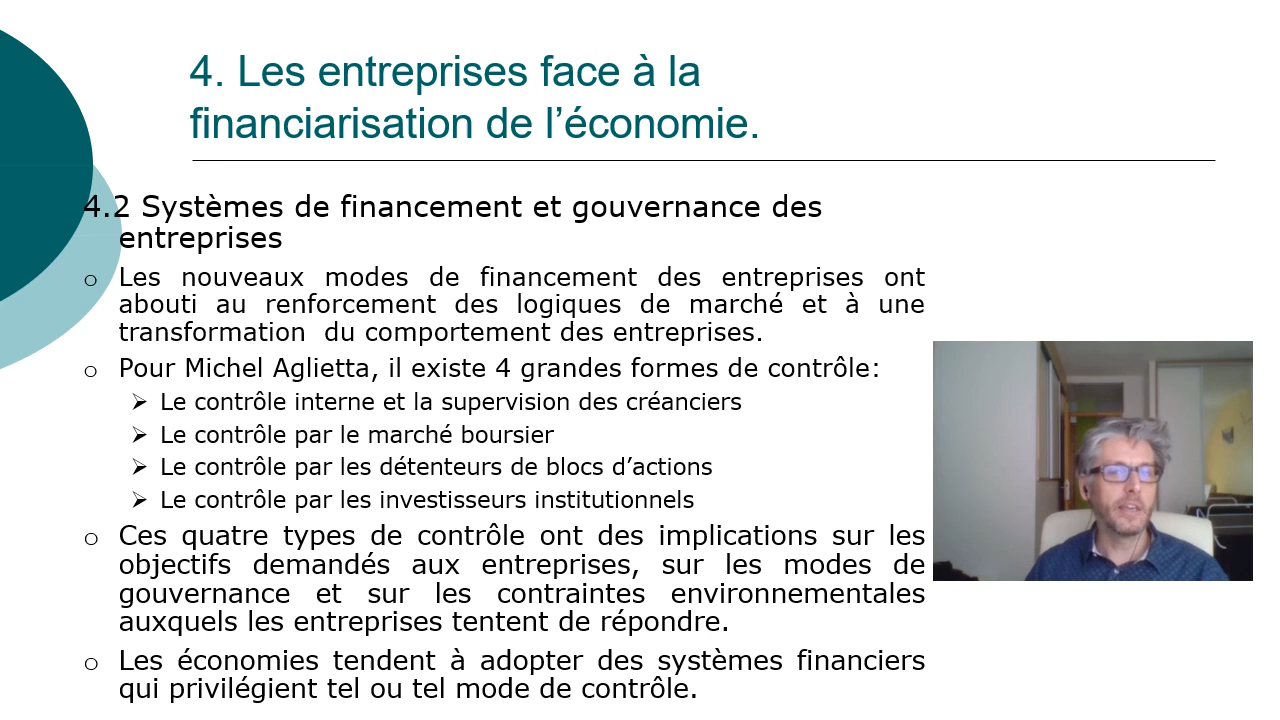 4. Les entreprises face à la
financiarisation de l’économie.
4.2 Systèmes de financement et gouvernance des
entreprises
o Les nouveaux modes de financement des entreprises ont
abouti au renforcement des logiques de marché et à une
transformation du comportement des entreprises.
o Pour Michel Aglietta, il existe 4 grandes formes de contrôle:
➢ Le contrôle interne et la supervision des créanciers
➢ Le contrôle par le marché boursier
➢ Le contrôle par les détenteurs de blocs d’actions
➢ Le contrôle par les investisseurs institutionnels
o Ces quatre types de contrôle ont des implications sur les
objectifs demandés aux entreprises, sur les modes de
gouvernance et sur les contraintes environnementales
auxquels les entreprises tentent de répondre.
o Les économies tendent à adopter des systèmes financiers
qui privilégient tel ou tel mode de contrôle.